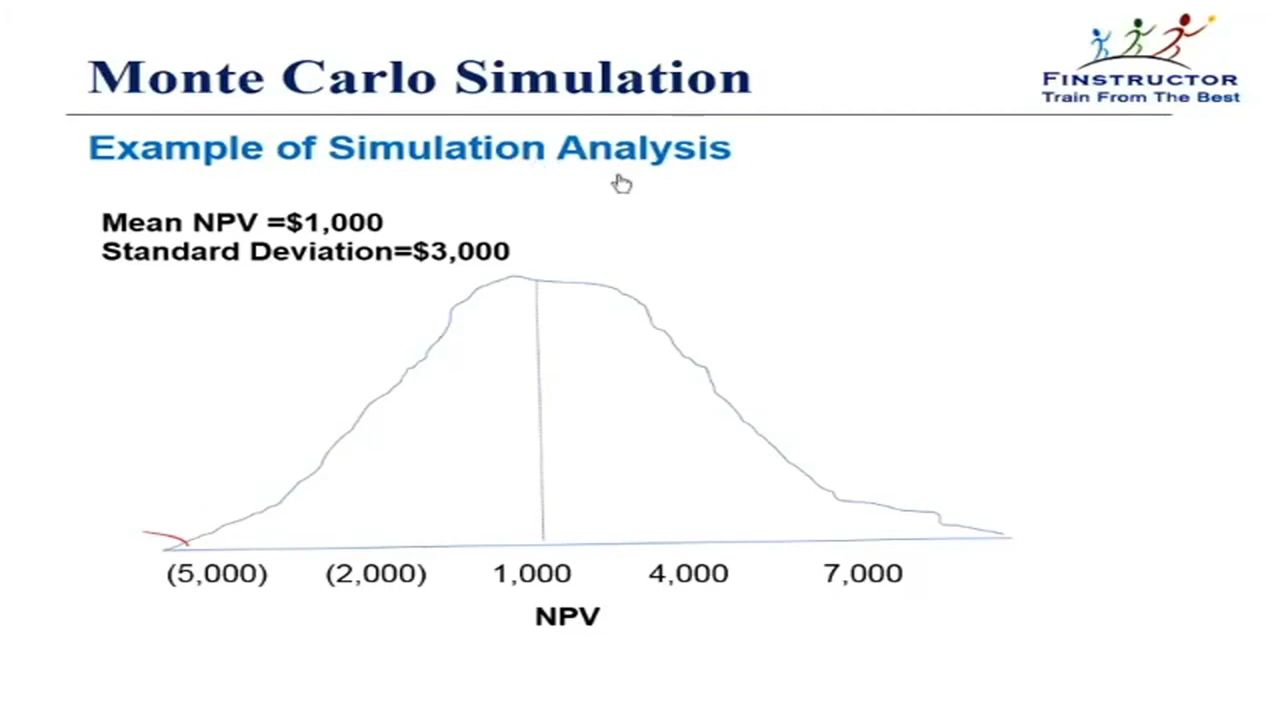 Monte Carlo Simulation
FINSTRUCTOR
Train From The Best
Example of Simulation Analysis
Mean NPV =$1,000
Standard Deviation=$3,000
(5,000) (2,000) 1,000 4,000 7,000
NPV